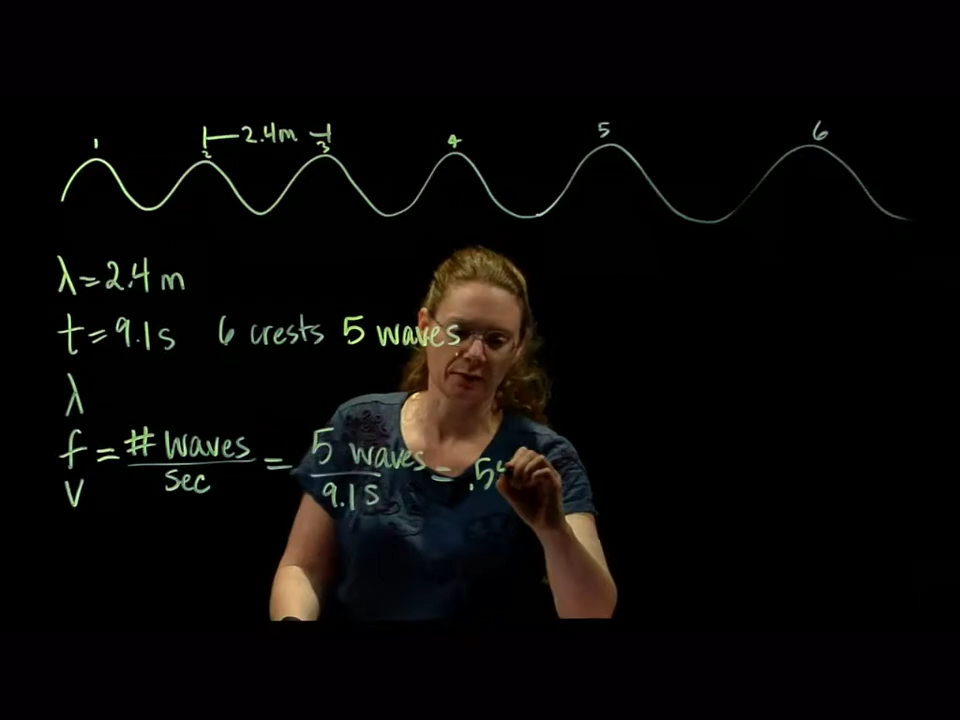 1 2 3 4 5 6
2.4m
λ = 2.4 m
t = 9.1 s 6 crests 5 waves
λ
f = # waves / sec = 5 waves / 9.1 s = .5
v